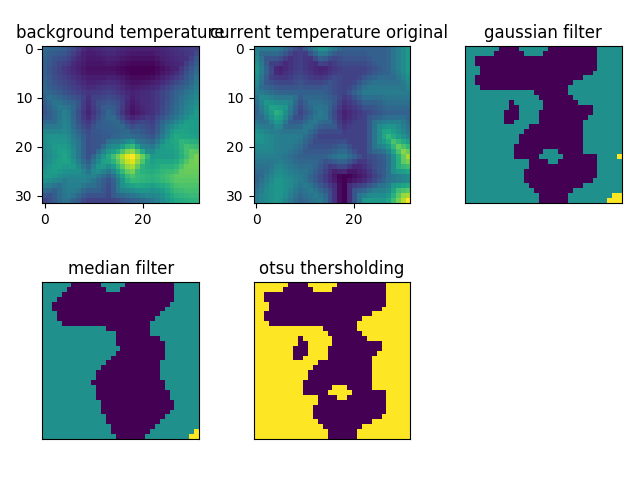 background temperature
current temperature original
gaussian filter
0
10
20
30
0
20
0
10
20
30
0
20
median filter
otsu thersholding